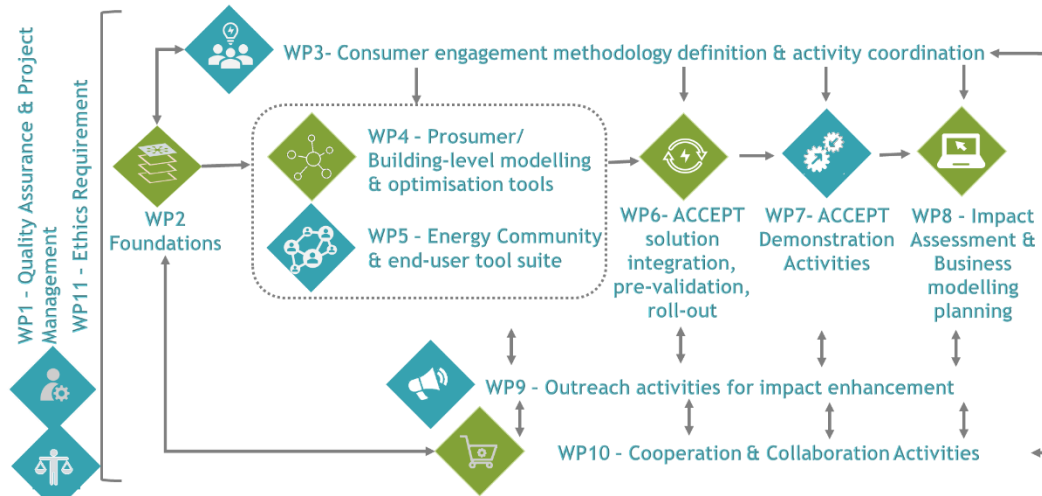 WP3- Consumer engagement methodology definition & activity coordination
WP1 - Quality Assurance & Project
Management
WP11 - Ethics Requirement
WP2
Foundations
WP4 - Prosumer/
Building-level modelling
& optimisation tools
WP5 - Energy Community
& end-user tool suite
WP6- ACCEPT
solution
integration,
pre-validation,
roll-out
WP7- ACCEPT
Demonstration
Activities
WP8 - Impact
Assessment &
Business
modelling
planning
WP9 - Outreach activities for impact enhancement
WP10 - Cooperation & Collaboration Activities